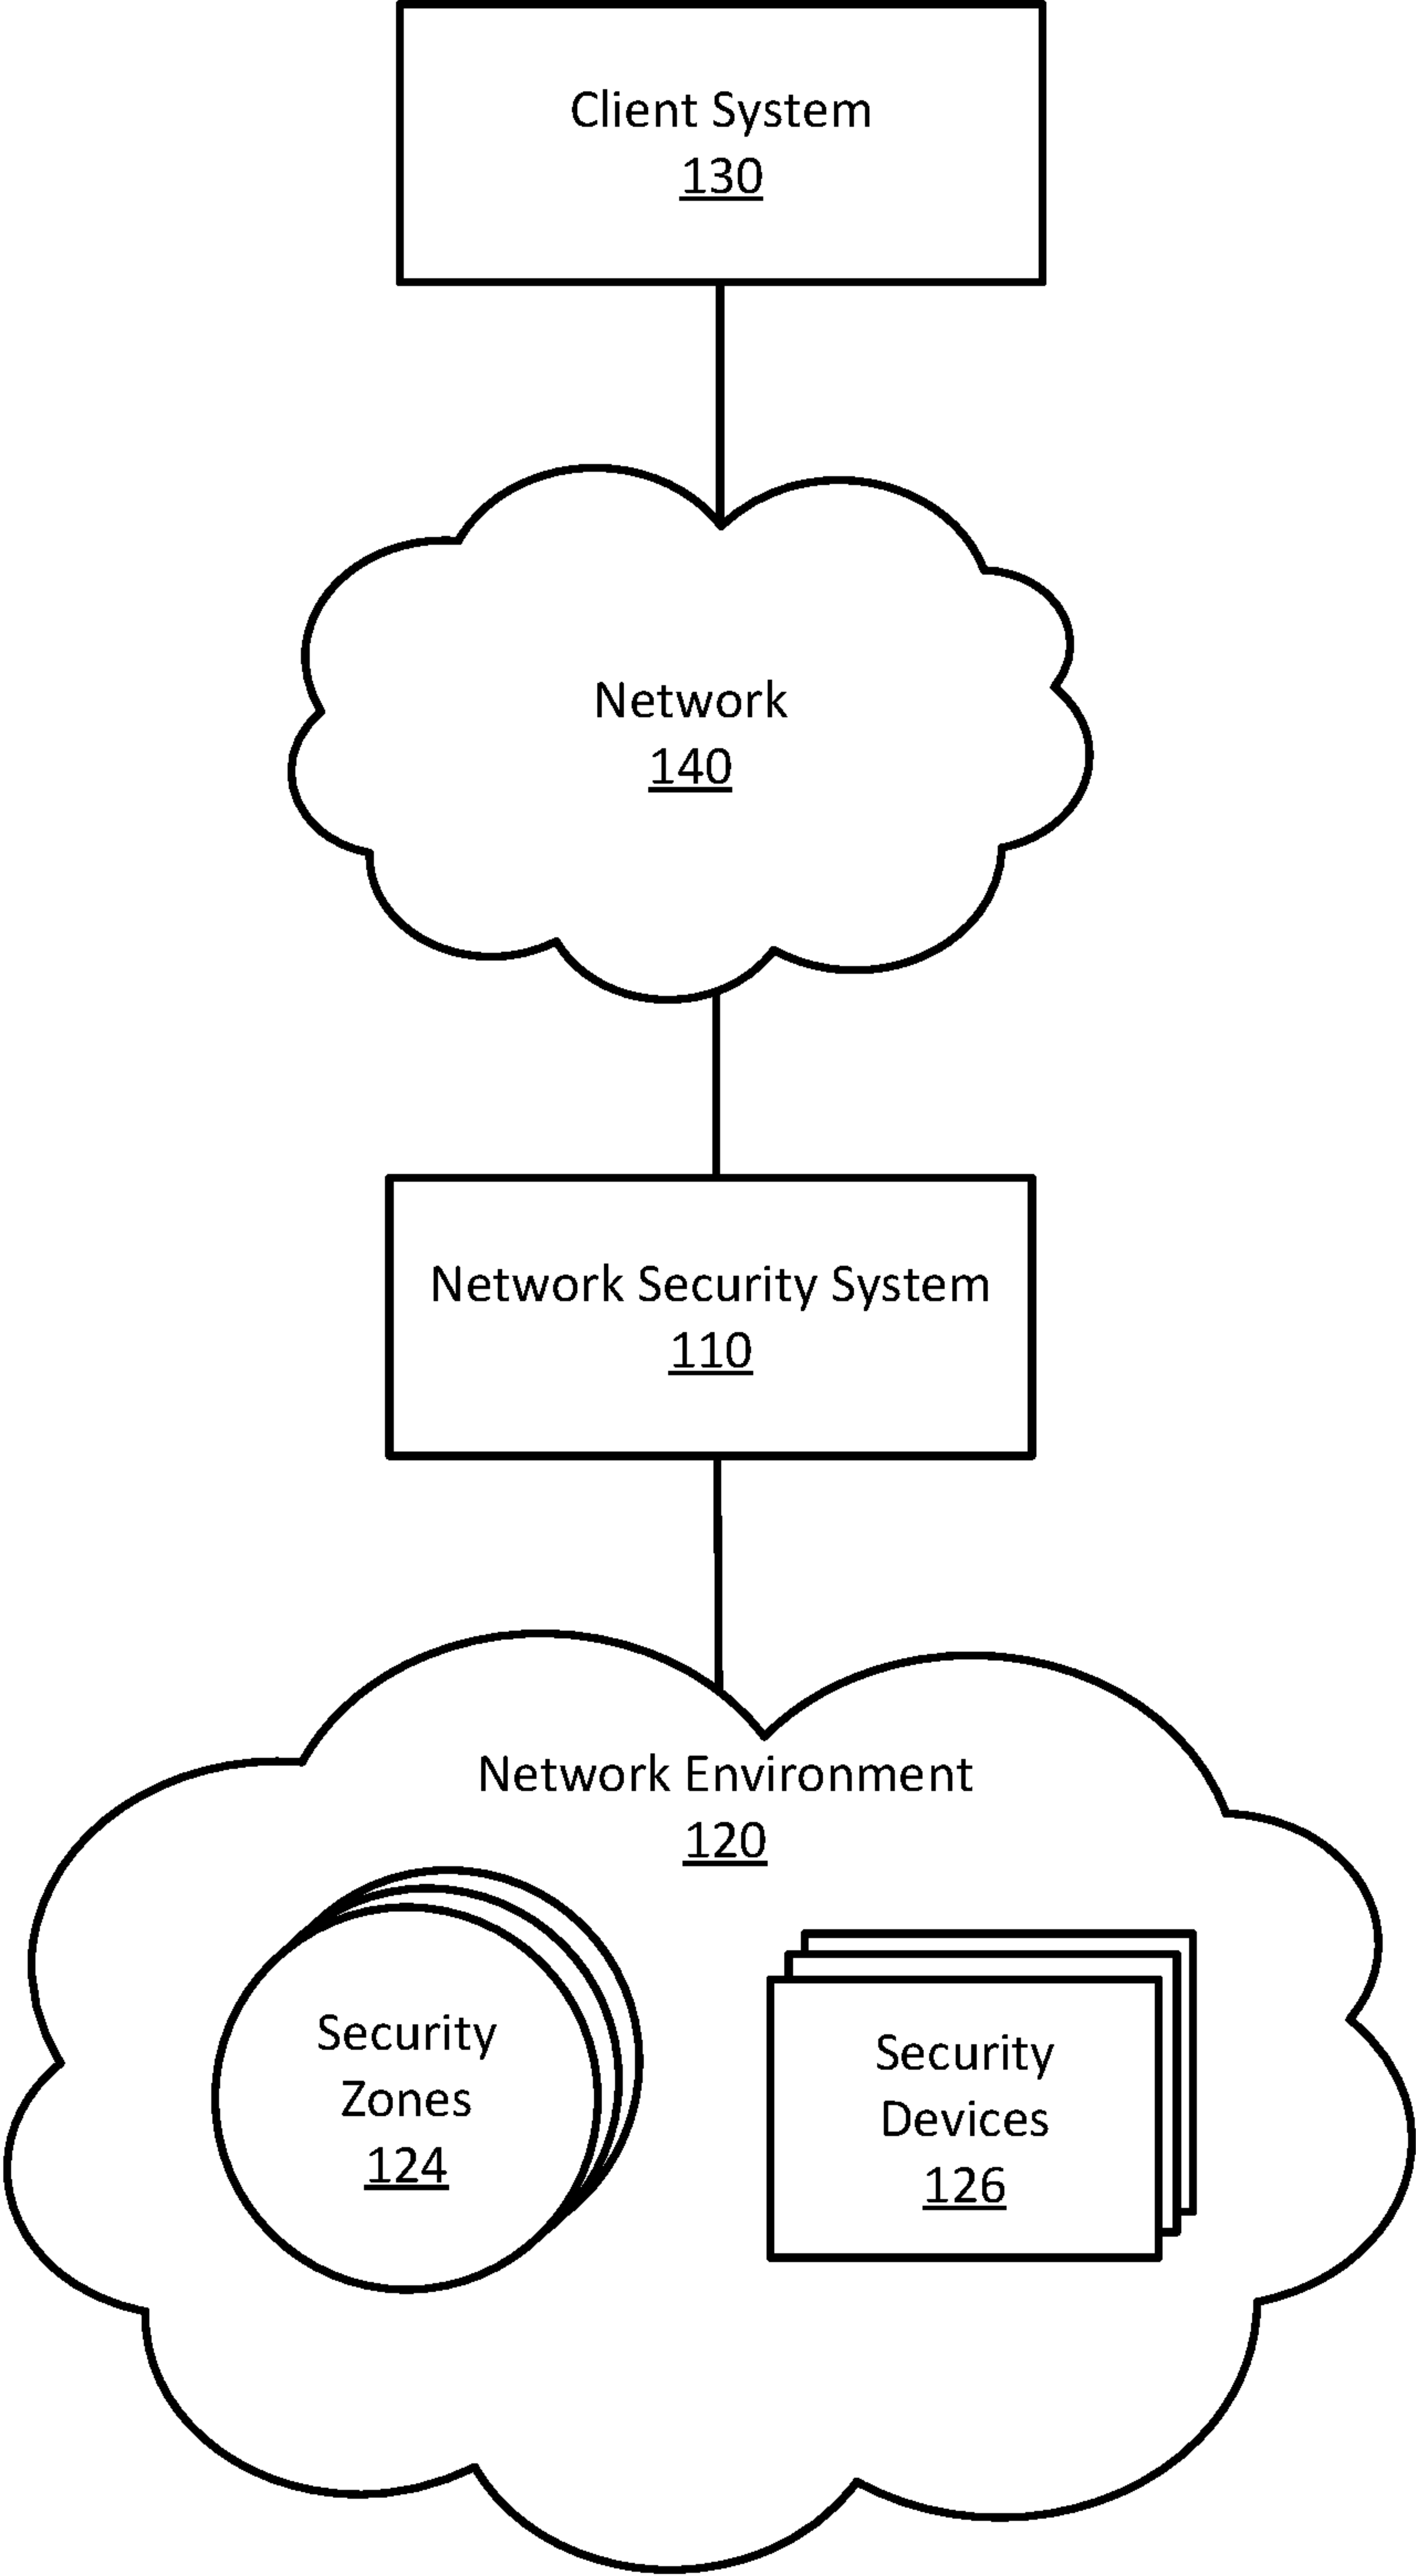 Client System
130
Network
140
Network Security System
110
Network Environment
120
Security
Zones
124
Security
Devices
126